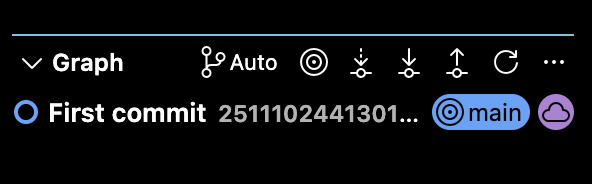 Graph Auto
First commit 2511102441301... main